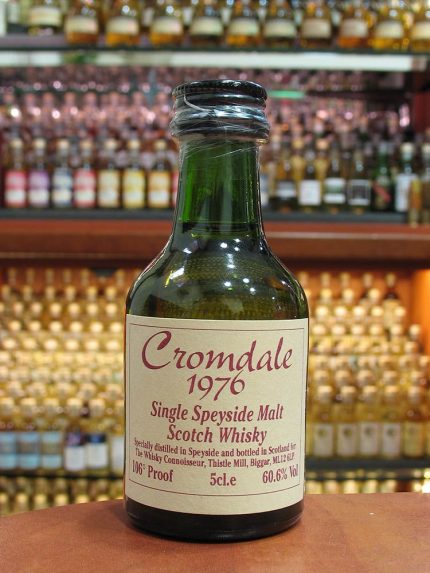 Cromdale
1976
Single Speyside Malt
Scotch Whisky
Specially distilled in Speyside and bottled in Scotland for:
The Whisky Connoisseur, Thistle Mill, Biggar, ML12 6LP
106° Proof 5cl.e 60.6% Vol